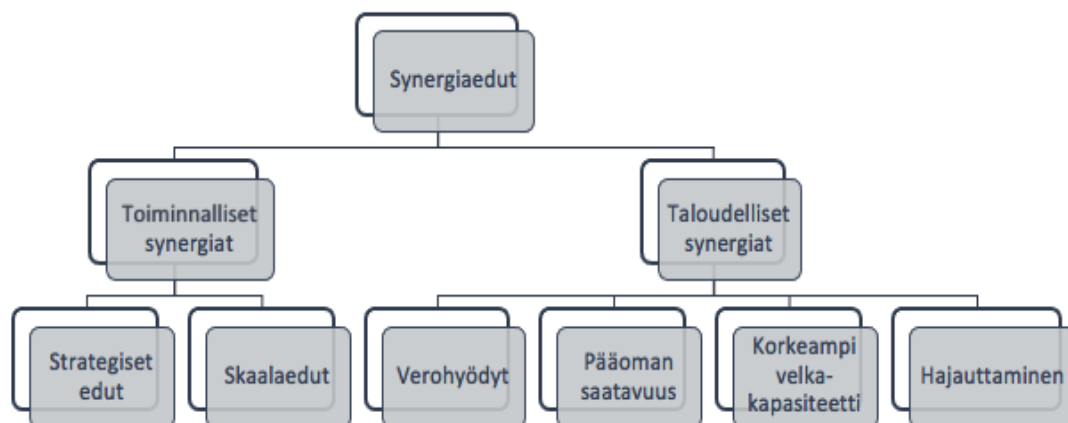 Synergiaedut
Toiminnalliset
synergiat
Taloudelliset
synergiat
Strategiset
edut
Skaalaedut
Verohyödyt
Pääoman
saatavuus
Korkeampi
velka-
kapasiteetti
Hajauttaminen